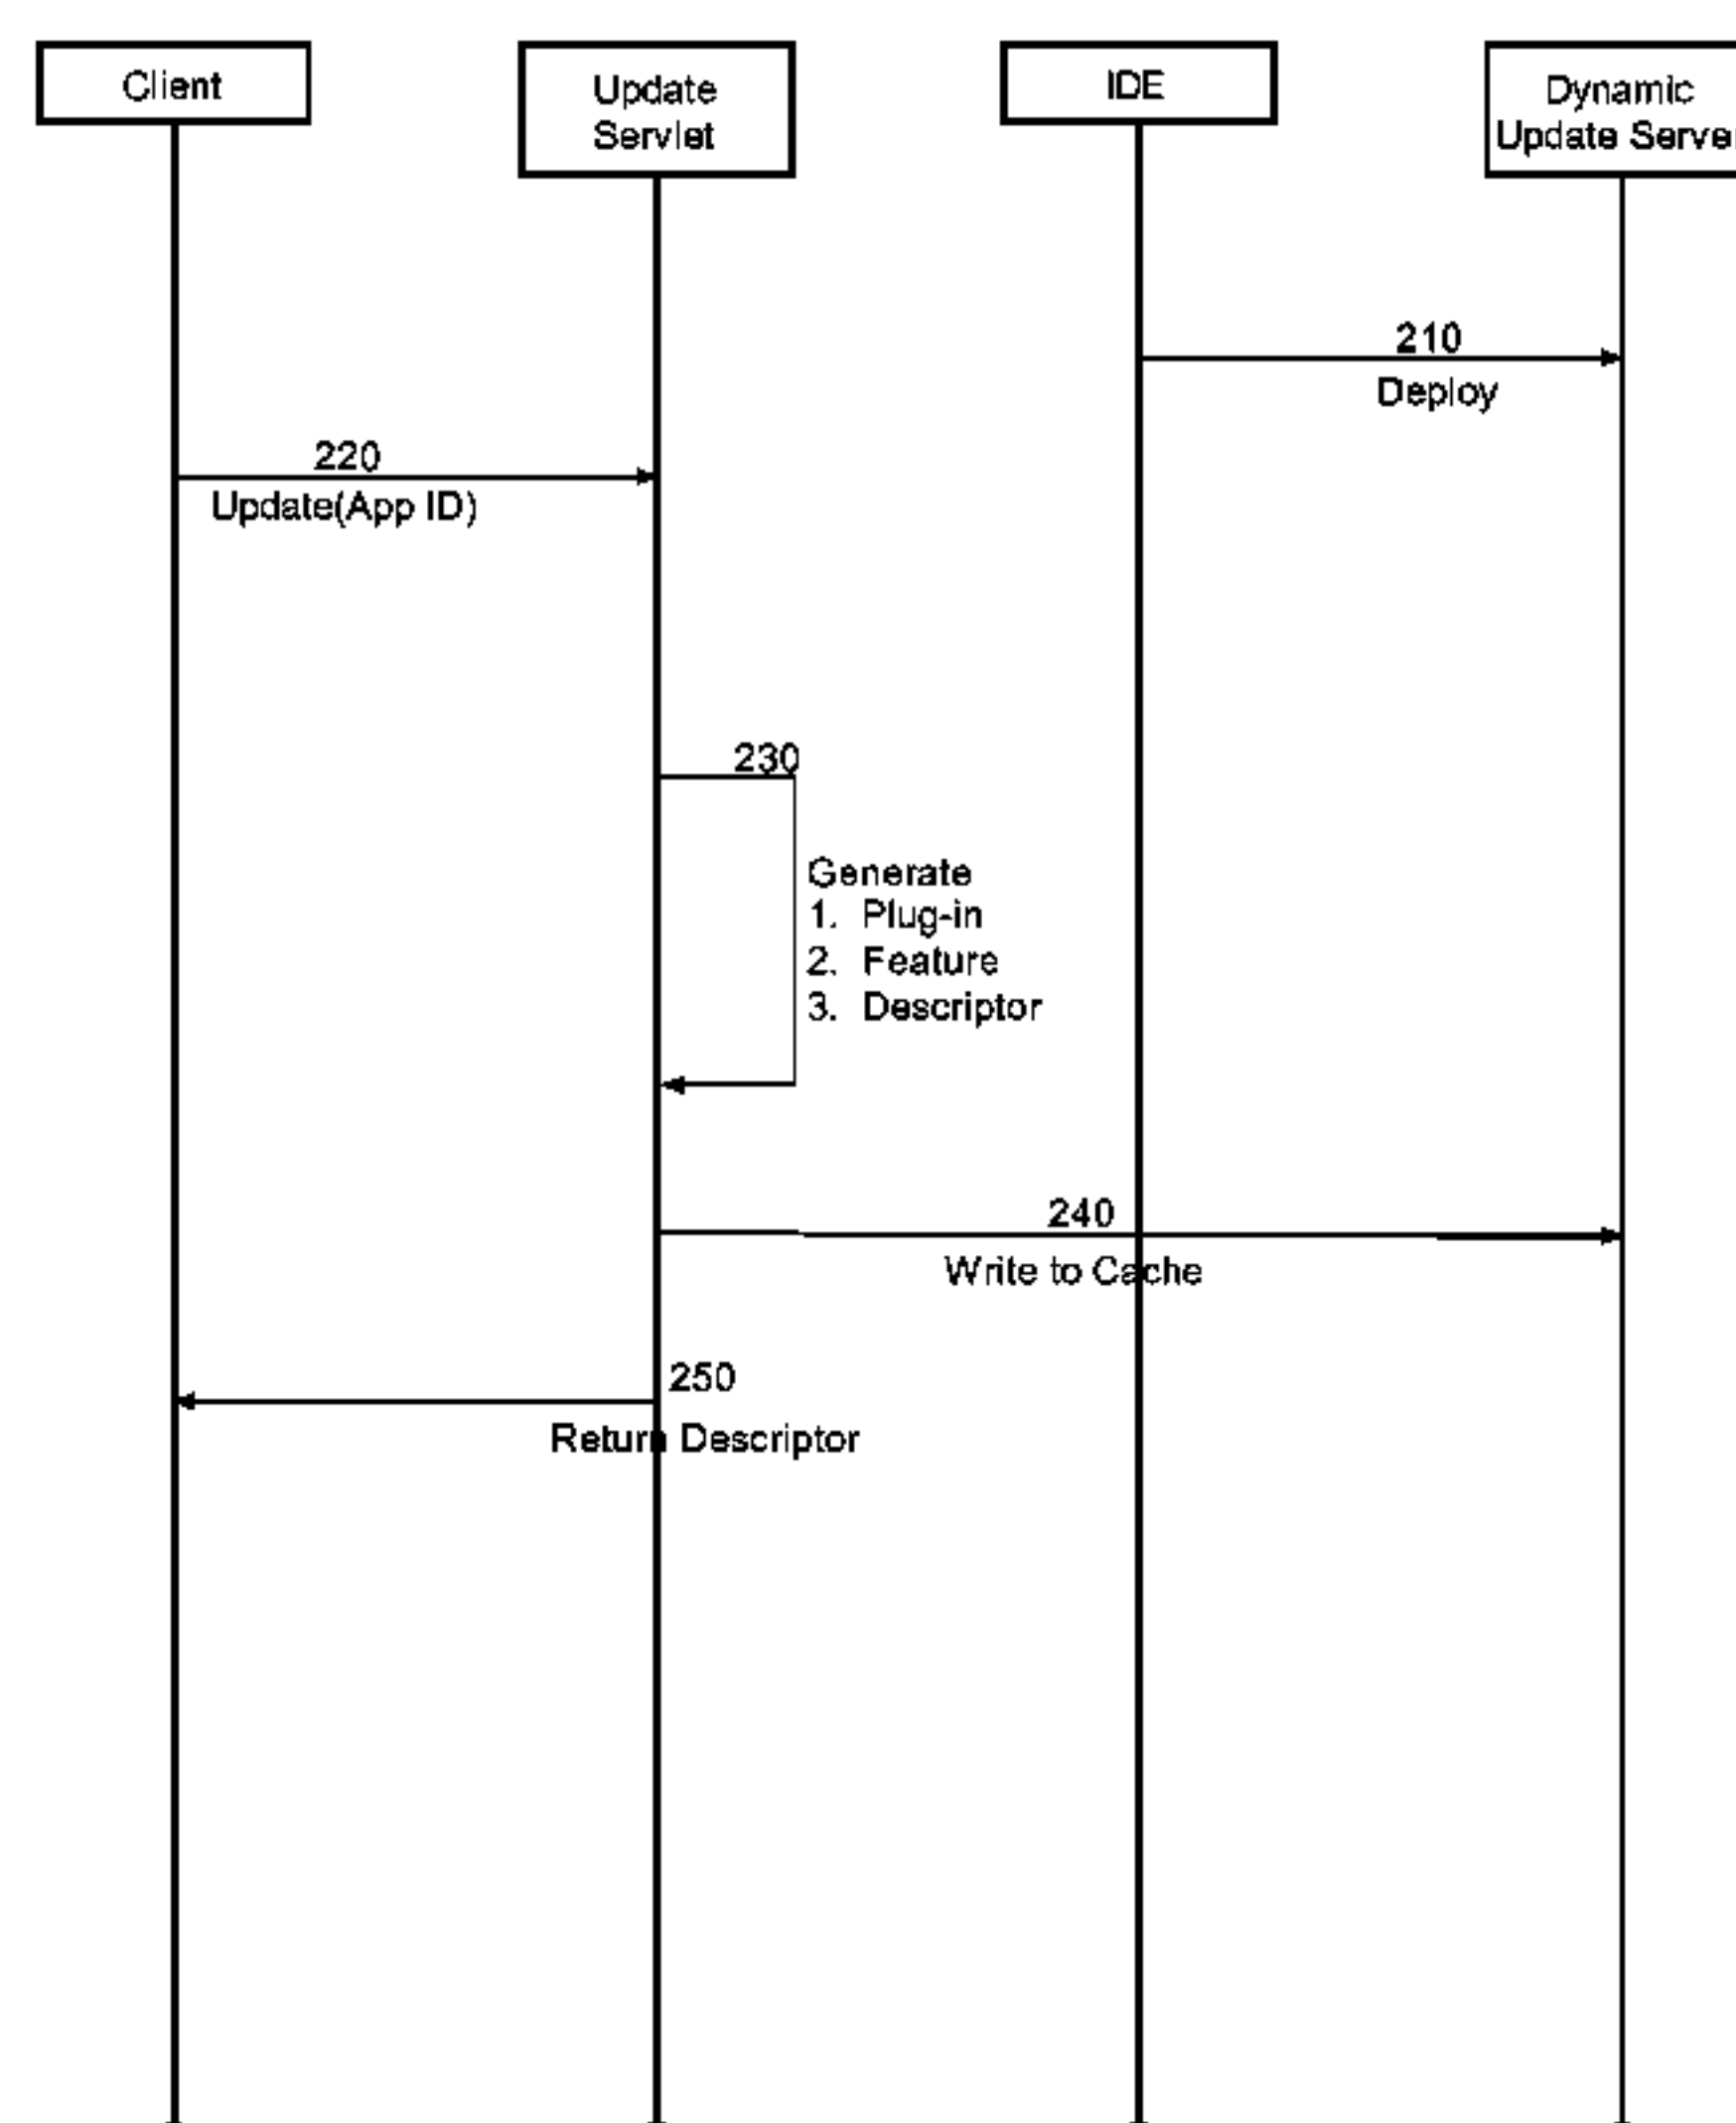 Client
Update
Servlet
IDE
Dynamic
Update Serve
210
Deploy
220
Update(App ID)
230
Generate
1. Plug-in
2. Feature
3. Descriptor
240
Write to Cache
250
Return Descriptor